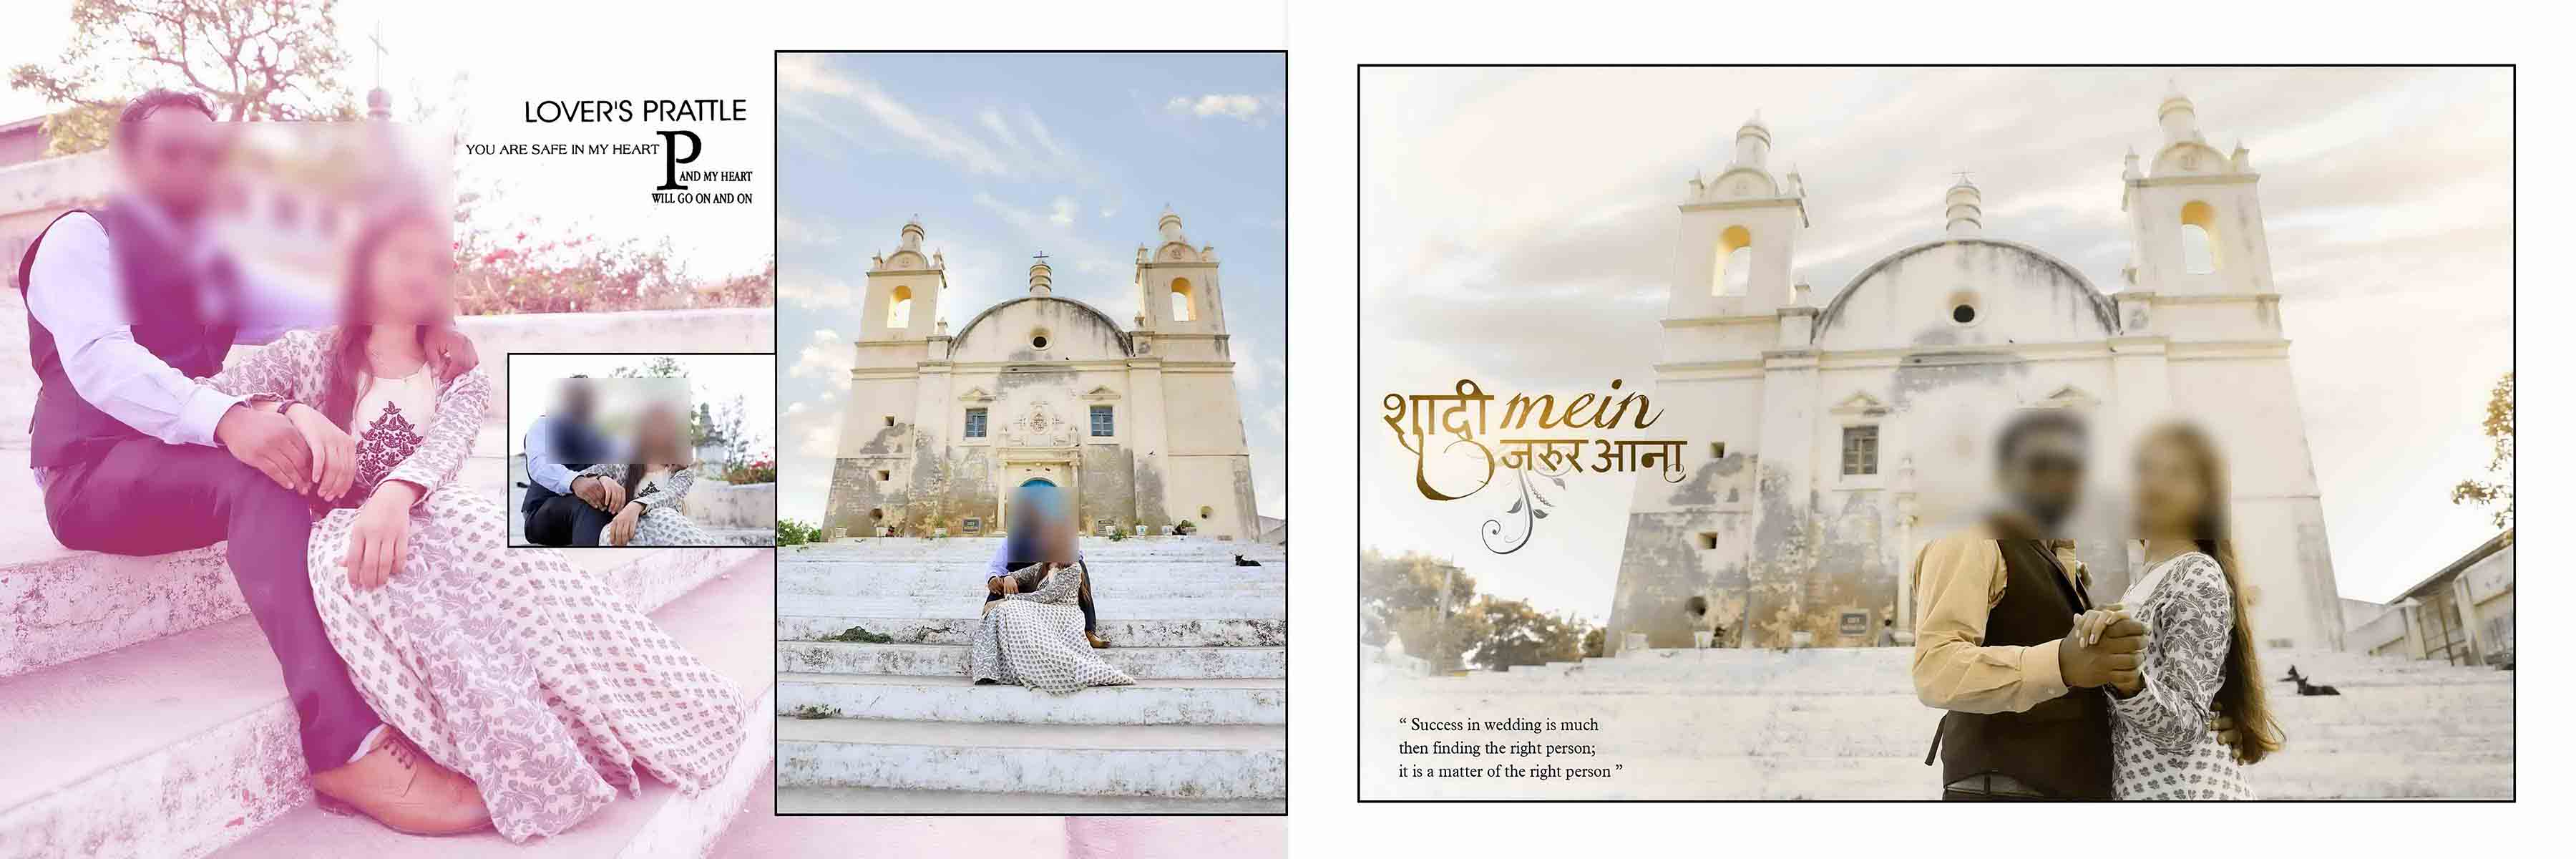 LOVER'S PRATTLE
YOU ARE SAFE IN MY HEART P
AND MY HEART
WILL GO ON AND ON
शादी mein
जरुर आना
“ Success in wedding is much
then finding the right person;
it is a matter of the right person ”